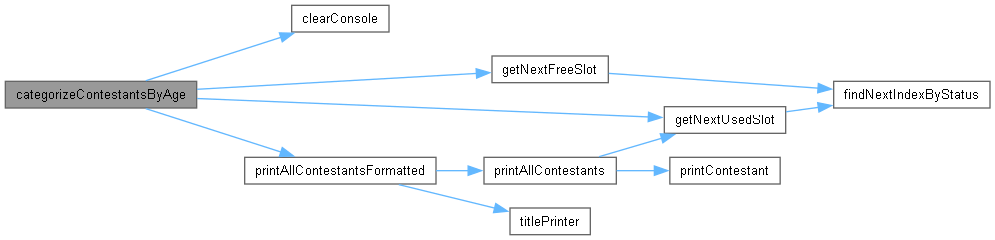 clearConsole
getNextFreeSlot
categorizeContestantsByAge
findNextIndexByStatus
getNextUsedSlot
printAllContestantsFormatted
printAllContestants
printContestant
titlePrinter